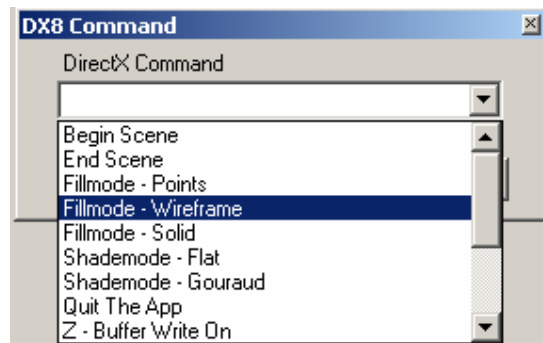 DX8 Command
DirectX Command
Begin Scene
End Scene
Fillmode - Points
Fillmode - Wireframe
Fillmode - Solid
Shademode - Flat
Shademode - Gouraud
Quit The App
Z - Buffer Write On